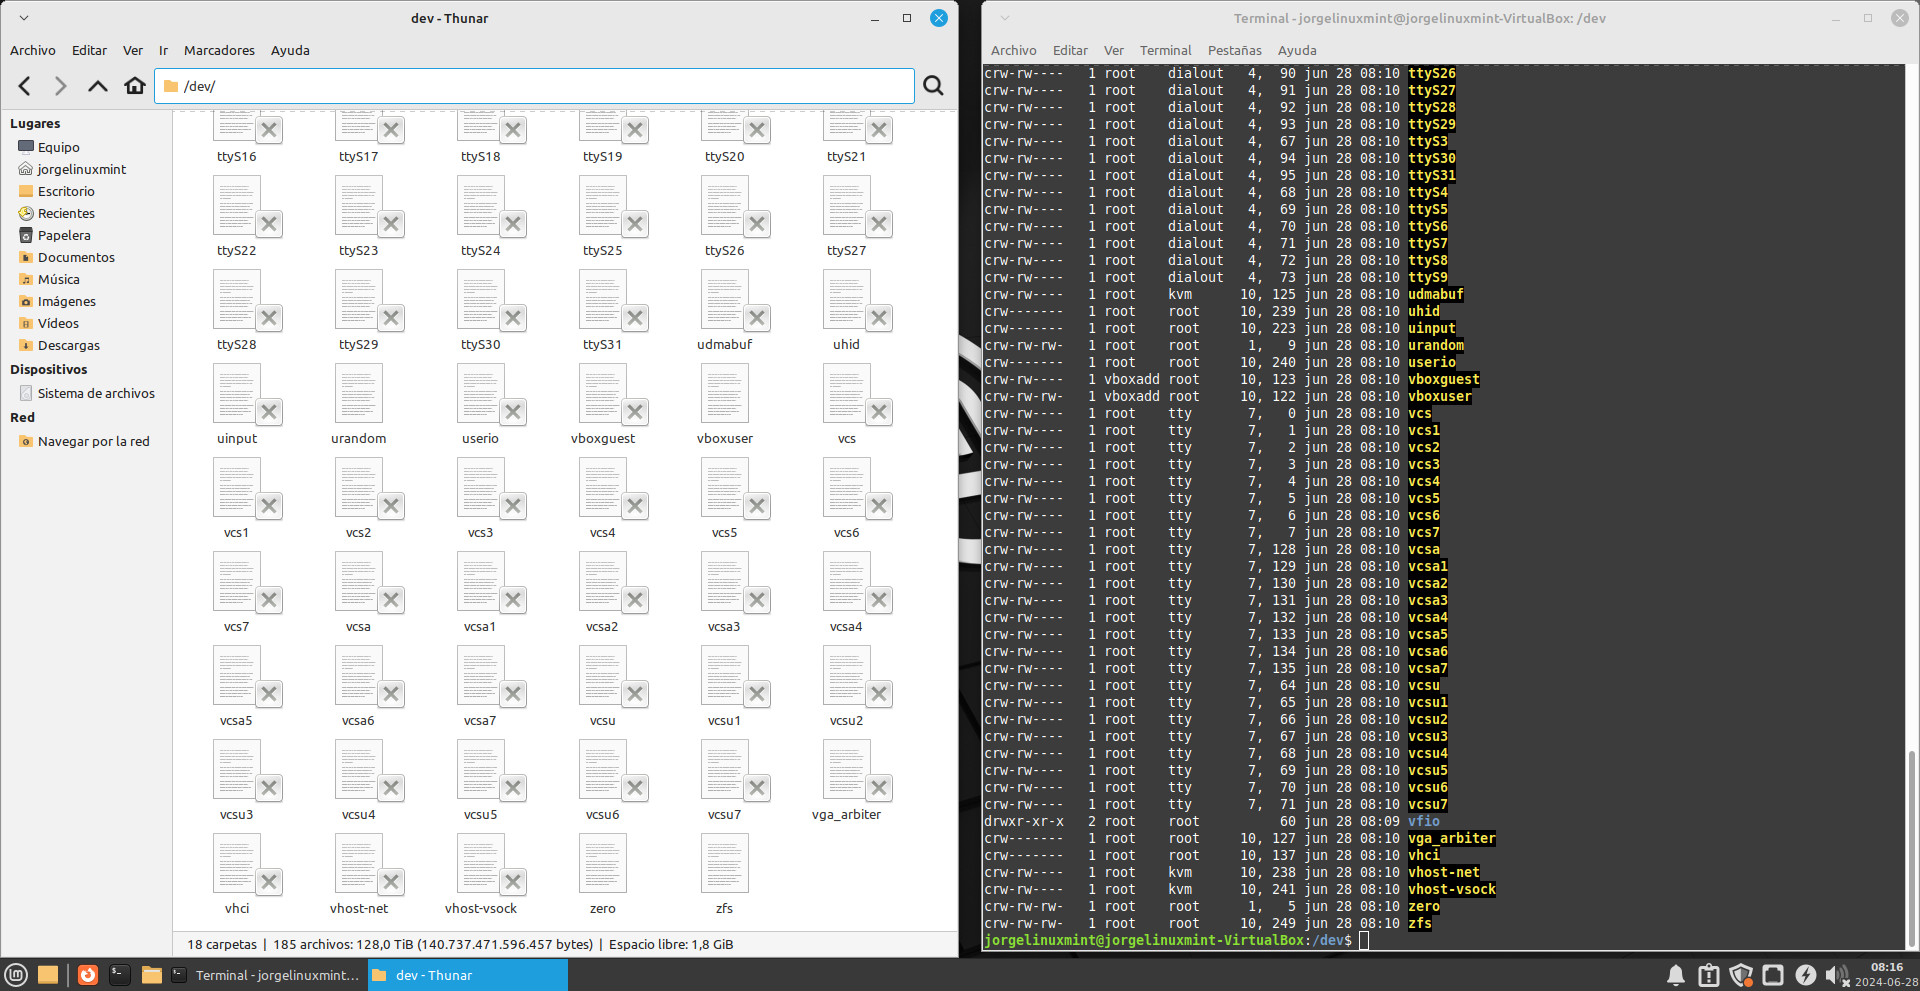 dev - Thunar
Archivo Editar Ver Ir Marcadores Ayuda
/dev/
Lugares
Equipo
jorgelinuxmint
Escritorio
Recientes
Papelera
Documentos
Música
Imágenes
Vídeos
Descargas
Dispositivos
Sistema de archivos
Red
Navegar por la red
ttyS16 ttyS17 ttyS18 ttyS19 ttyS20 ttyS21
ttyS22 ttyS23 ttyS24 ttyS25 ttyS26 ttyS27
ttyS28 ttyS29 ttyS30 ttyS31 udmabuf uhid
uinput urandom userio vboxguest vboxuser vcs
vcs1 vcs2 vcs3 vcs4 vcs5 vcs6
vcs7 vcsa vcsa1 vcsa2 vcsa3 vcsa4
vcsa5 vcsa6 vcsa7 vcsu vcsu1 vcsu2
vcsu3 vcsu4 vcsu5 vcsu6 vcsu7 vga_arbiter
vhci vhost-net vhost-vsock zero zfs
18 carpetas | 185 archivos: 128,0 TiB (140.737.471.596.457 bytes) | Espacio libre: 1,8 GiB
Terminal - jorgelinuxmint@jorgelinuxmint-VirtualBox: /dev
Archivo Editar Ver Terminal Pestañas Ayuda
crw-rw---- 1 root dialout 4, 90 jun 28 08:10 ttyS26
crw-rw---- 1 root dialout 4, 91 jun 28 08:10 ttyS27
crw-rw---- 1 root dialout 4, 92 jun 28 08:10 ttyS28
crw-rw---- 1 root dialout 4, 93 jun 28 08:10 ttyS29
crw-rw---- 1 root dialout 4, 67 jun 28 08:10 ttyS3
crw-rw---- 1 root dialout 4, 94 jun 28 08:10 ttyS30
crw-rw---- 1 root dialout 4, 95 jun 28 08:10 ttyS31
crw-rw---- 1 root dialout 4, 68 jun 28 08:10 ttyS4
crw-rw---- 1 root dialout 4, 69 jun 28 08:10 ttyS5
crw-rw---- 1 root dialout 4, 70 jun 28 08:10 ttyS6
crw-rw---- 1 root dialout 4, 71 jun 28 08:10 ttyS7
crw-rw---- 1 root dialout 4, 72 jun 28 08:10 ttyS8
crw-rw---- 1 root dialout 4, 73 jun 28 08:10 ttyS9
crw-rw---- 1 root kvm 10, 125 jun 28 08:10 udmabuf
crw------- 1 root root 10, 239 jun 28 08:10 uhid
crw------- 1 root root 10, 223 jun 28 08:10 uinput
crw-rw-rw- 1 root root 1, 9 jun 28 08:10 urandom
crw------- 1 root root 10, 240 jun 28 08:10 userio
crw-rw---- 1 vboxadd root 10, 123 jun 28 08:10 vboxguest
crw-rw-rw- 1 vboxadd root 10, 122 jun 28 08:10 vboxuser
crw-rw---- 1 root tty 7, 0 jun 28 08:10 vcs
crw-rw---- 1 root tty 7, 1 jun 28 08:10 vcs1
crw-rw---- 1 root tty 7, 2 jun 28 08:10 vcs2
crw-rw---- 1 root tty 7, 3 jun 28 08:10 vcs3
crw-rw---- 1 root tty 7, 4 jun 28 08:10 vcs4
crw-rw---- 1 root tty 7, 5 jun 28 08:10 vcs5
crw-rw---- 1 root tty 7, 6 jun 28 08:10 vcs6
crw-rw---- 1 root tty 7, 7 jun 28 08:10 vcs7
crw-rw---- 1 root tty 7, 128 jun 28 08:10 vcsa
crw-rw---- 1 root tty 7, 129 jun 28 08:10 vcsa1
crw-rw---- 1 root tty 7, 130 jun 28 08:10 vcsa2
crw-rw---- 1 root tty 7, 131 jun 28 08:10 vcsa3
crw-rw---- 1 root tty 7, 132 jun 28 08:10 vcsa4
crw-rw---- 1 root tty 7, 133 jun 28 08:10 vcsa5
crw-rw---- 1 root tty 7, 134 jun 28 08:10 vcsa6
crw-rw---- 1 root tty 7, 135 jun 28 08:10 vcsa7
crw-rw---- 1 root tty 7, 64 jun 28 08:10 vcsu
crw-rw---- 1 root tty 7, 65 jun 28 08:10 vcsu1
crw-rw---- 1 root tty 7, 66 jun 28 08:10 vcsu2
crw-rw---- 1 root tty 7, 67 jun 28 08:10 vcsu3
crw-rw---- 1 root tty 7, 68 jun 28 08:10 vcsu4
crw-rw---- 1 root tty 7, 69 jun 28 08:10 vcsu5
crw-rw---- 1 root tty 7, 70 jun 28 08:10 vcsu6
crw-rw---- 1 root tty 7, 71 jun 28 08:10 vcsu7
drwxr-xr-x 2 root root 60 jun 28 08:09 vfio
crw------- 1 root root 10, 127 jun 28 08:10 vga_arbiter
crw------- 1 root root 10, 137 jun 28 08:10 vhci
crw-rw---- 1 root kvm 10, 238 jun 28 08:10 vhost-net
crw-rw---- 1 root kvm 10, 241 jun 28 08:10 vhost-vsock
crw-rw-rw- 1 root root 1, 5 jun 28 08:10 zero
crw-rw-rw- 1 root root 10, 249 jun 28 08:10 zfs
jorgelinuxmint@jorgelinuxmint-VirtualBox:/dev$
Terminal - jorgelinuxmint...
dev - Thunar
08:16
2024-06-28